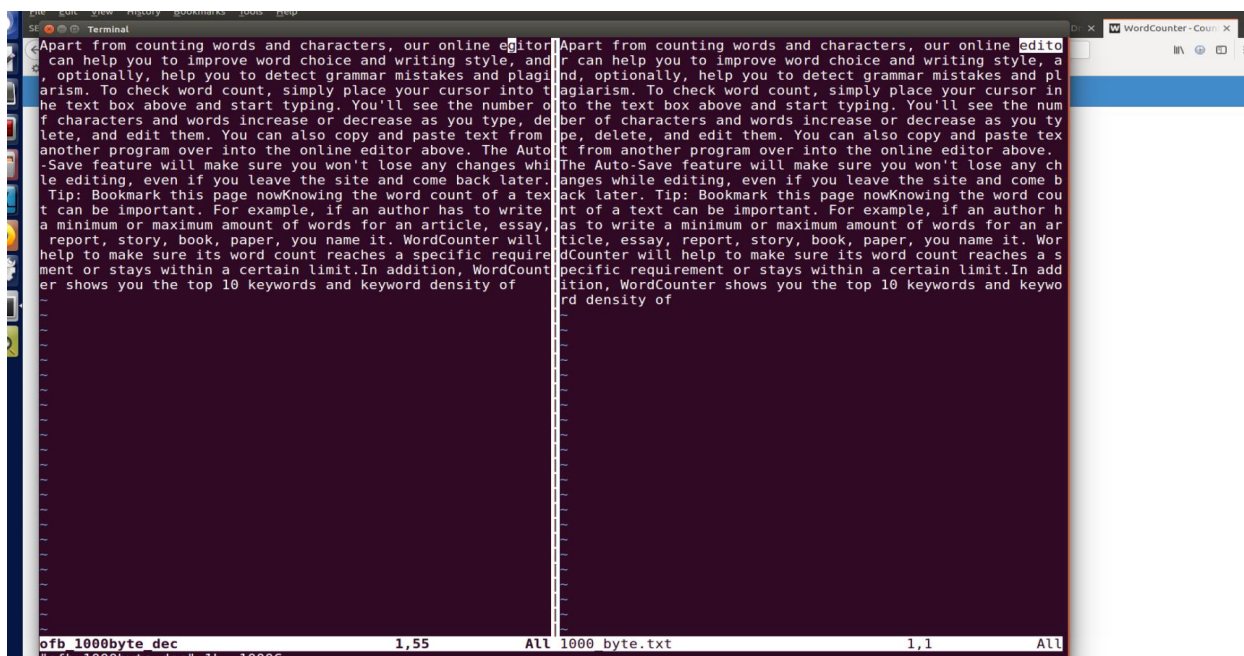 File Edit View History Bookmarks Tools Help
Terminal
WordCounter - Coun
Apart from counting words and characters, our online egitor
 can help you to improve word choice and writing style, and
, optionally, help you to detect grammar mistakes and plagi
arism. To check word count, simply place your cursor into t
he text box above and start typing. You'll see the number o
f characters and words increase or decrease as you type, de
lete, and edit them. You can also copy and paste text from 
another program over into the online editor above. The Auto
-Save feature will make sure you won't lose any changes whi
le editing, even if you leave the site and come back later.
 Tip: Bookmark this page nowKnowing the word count of a tex
t can be important. For example, if an author has to write 
a minimum or maximum amount of words for an article, essay,
 report, story, book, paper, you name it. WordCounter will 
help to make sure its word count reaches a specific require
ment or stays within a certain limit.In addition, WordCount
er shows you the top 10 keywords and keyword density of
ofb_1000byte_dec 1,55 All
Apart from counting words and characters, our online edito
r can help you to improve word choice and writing style, a
nd, optionally, help you to detect grammar mistakes and pl
agiarism. To check word count, simply place your cursor in
to the text box above and start typing. You'll see the num
ber of characters and words increase or decrease as you ty
pe, delete, and edit them. You can also copy and paste tex
t from another program over into the online editor above. 
The Auto-Save feature will make sure you won't lose any ch
anges while editing, even if you leave the site and come b
ack later. Tip: Bookmark this page nowKnowing the word cou
nt of a text can be important. For example, if an author h
as to write a minimum or maximum amount of words for an ar
ticle, essay, report, story, book, paper, you name it. Wor
dCounter will help to make sure its word count reaches a s
pecific requirement or stays within a certain limit.In add
ition, WordCounter shows you the top 10 keywords and keywo
rd density of
1000_byte.txt 1,1 All